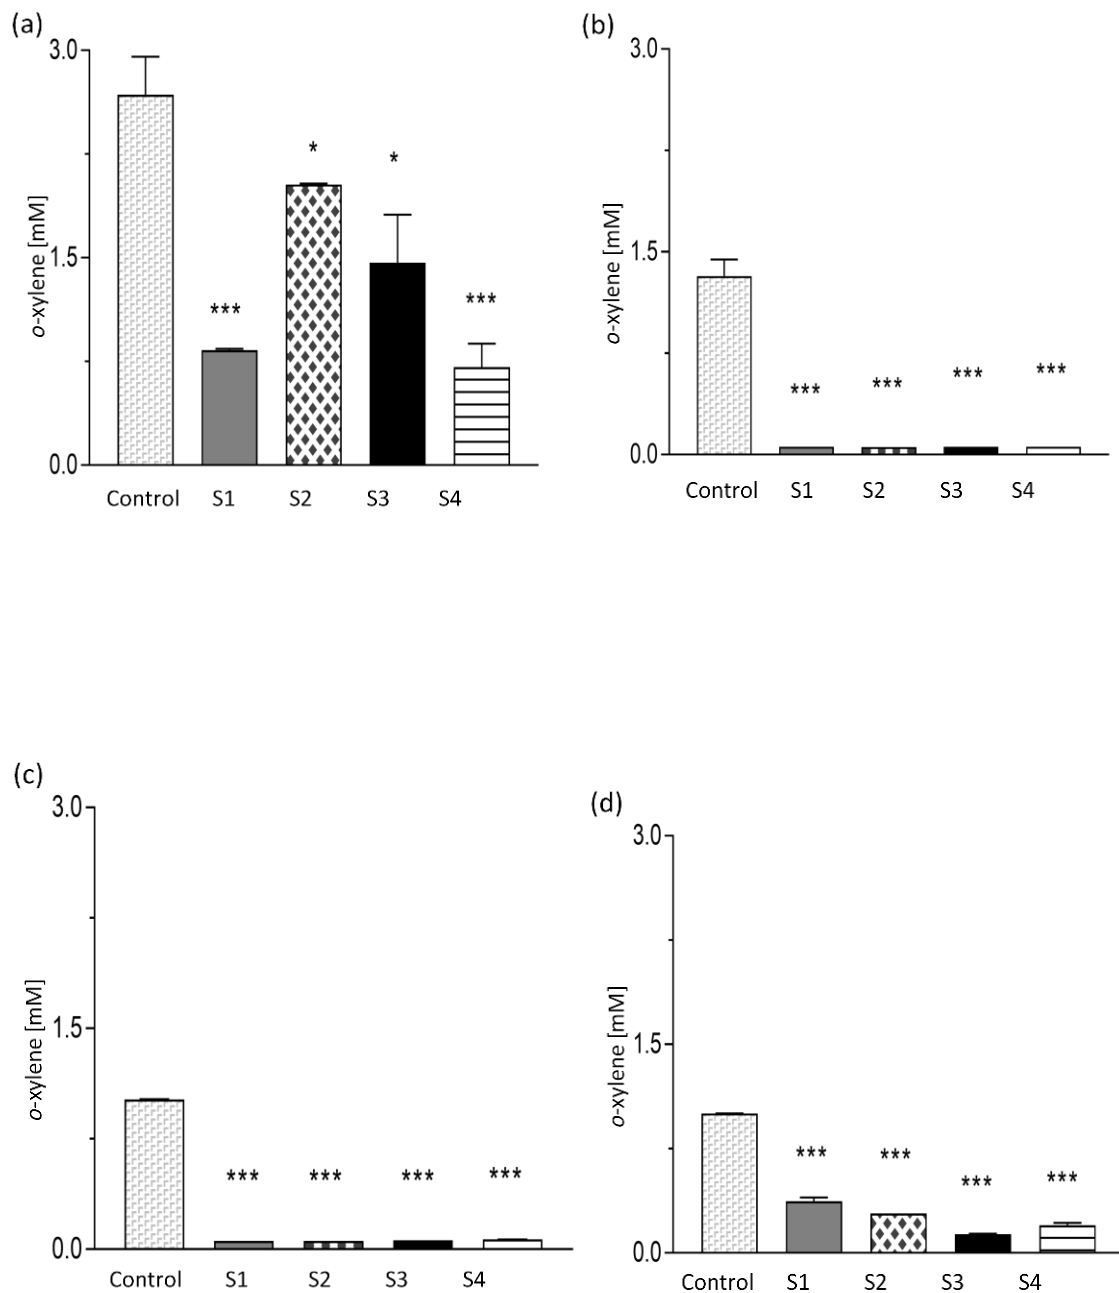 (a)
3.0
1.5
0.0
o-xylene [mM]
***
*
*
***
Control S1 S2 S3 S4
(b)
3.0
1.5
0.0
o-xylene [mM]
*** *** *** ***
Control S1 S2 S3 S4
(c)
3.0
1.5
0.0
o-xylene [mM]
*** *** *** ***
Control S1 S2 S3 S4
(d)
3.0
1.5
0.0
o-xylene [mM]
*** *** *** ***
Control S1 S2 S3 S4